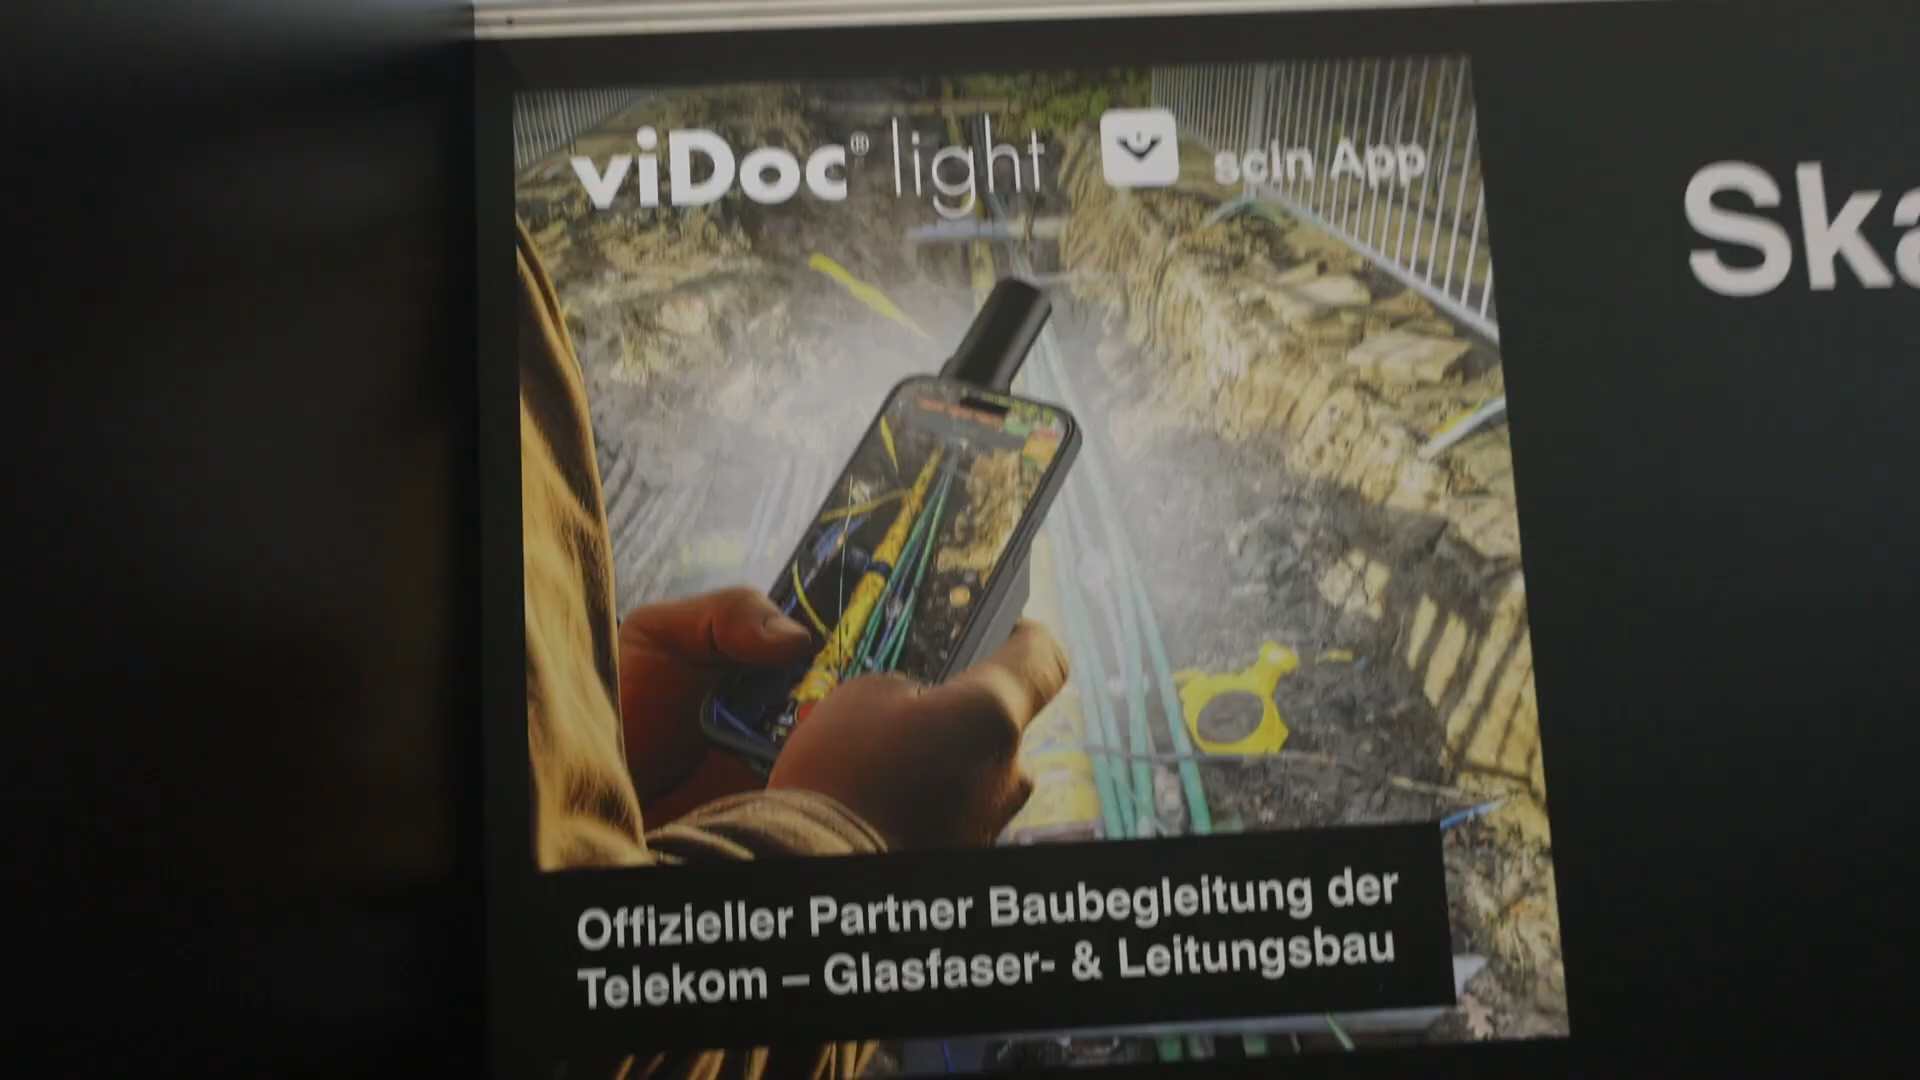 viDoc® light
scin App
Ska
Offizieller Partner Baubegleitung der
Telekom – Glasfaser- & Leitungsbau